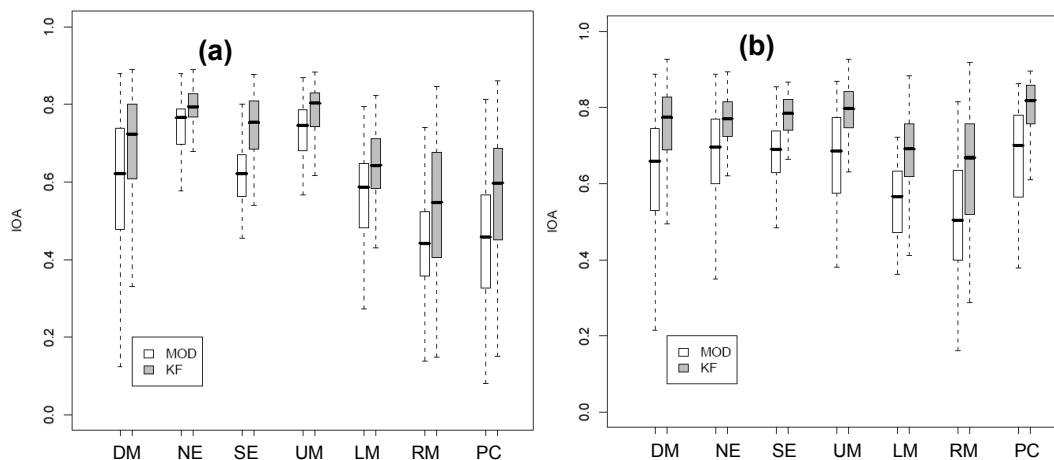 (a)
IOA
1.0
0.8
0.6
0.4
0.2
0.0
MOD
KF
DM NE SE UM LM RM PC
(b)
IOA
1.0
0.8
0.6
0.4
0.2
0.0
MOD
KF
DM NE SE UM LM RM PC